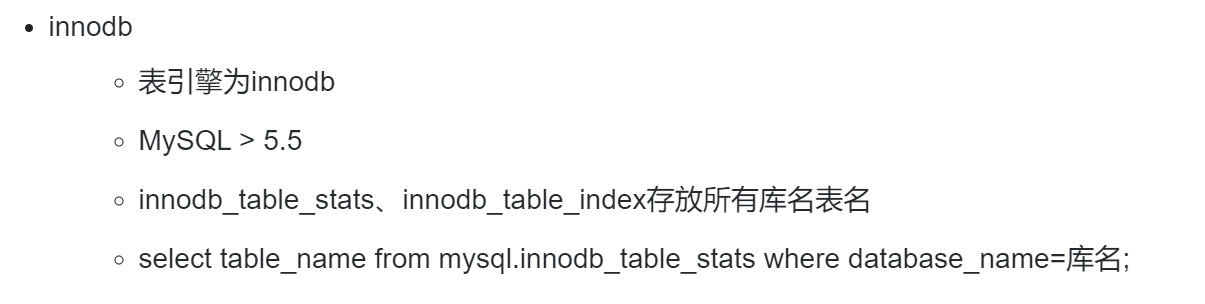 innodb
表引擎为innodb
MySQL > 5.5
innodb_table_stats、innodb_table_index存放所有库名表名
select table_name from mysql.innodb_table_stats where database_name=库名;